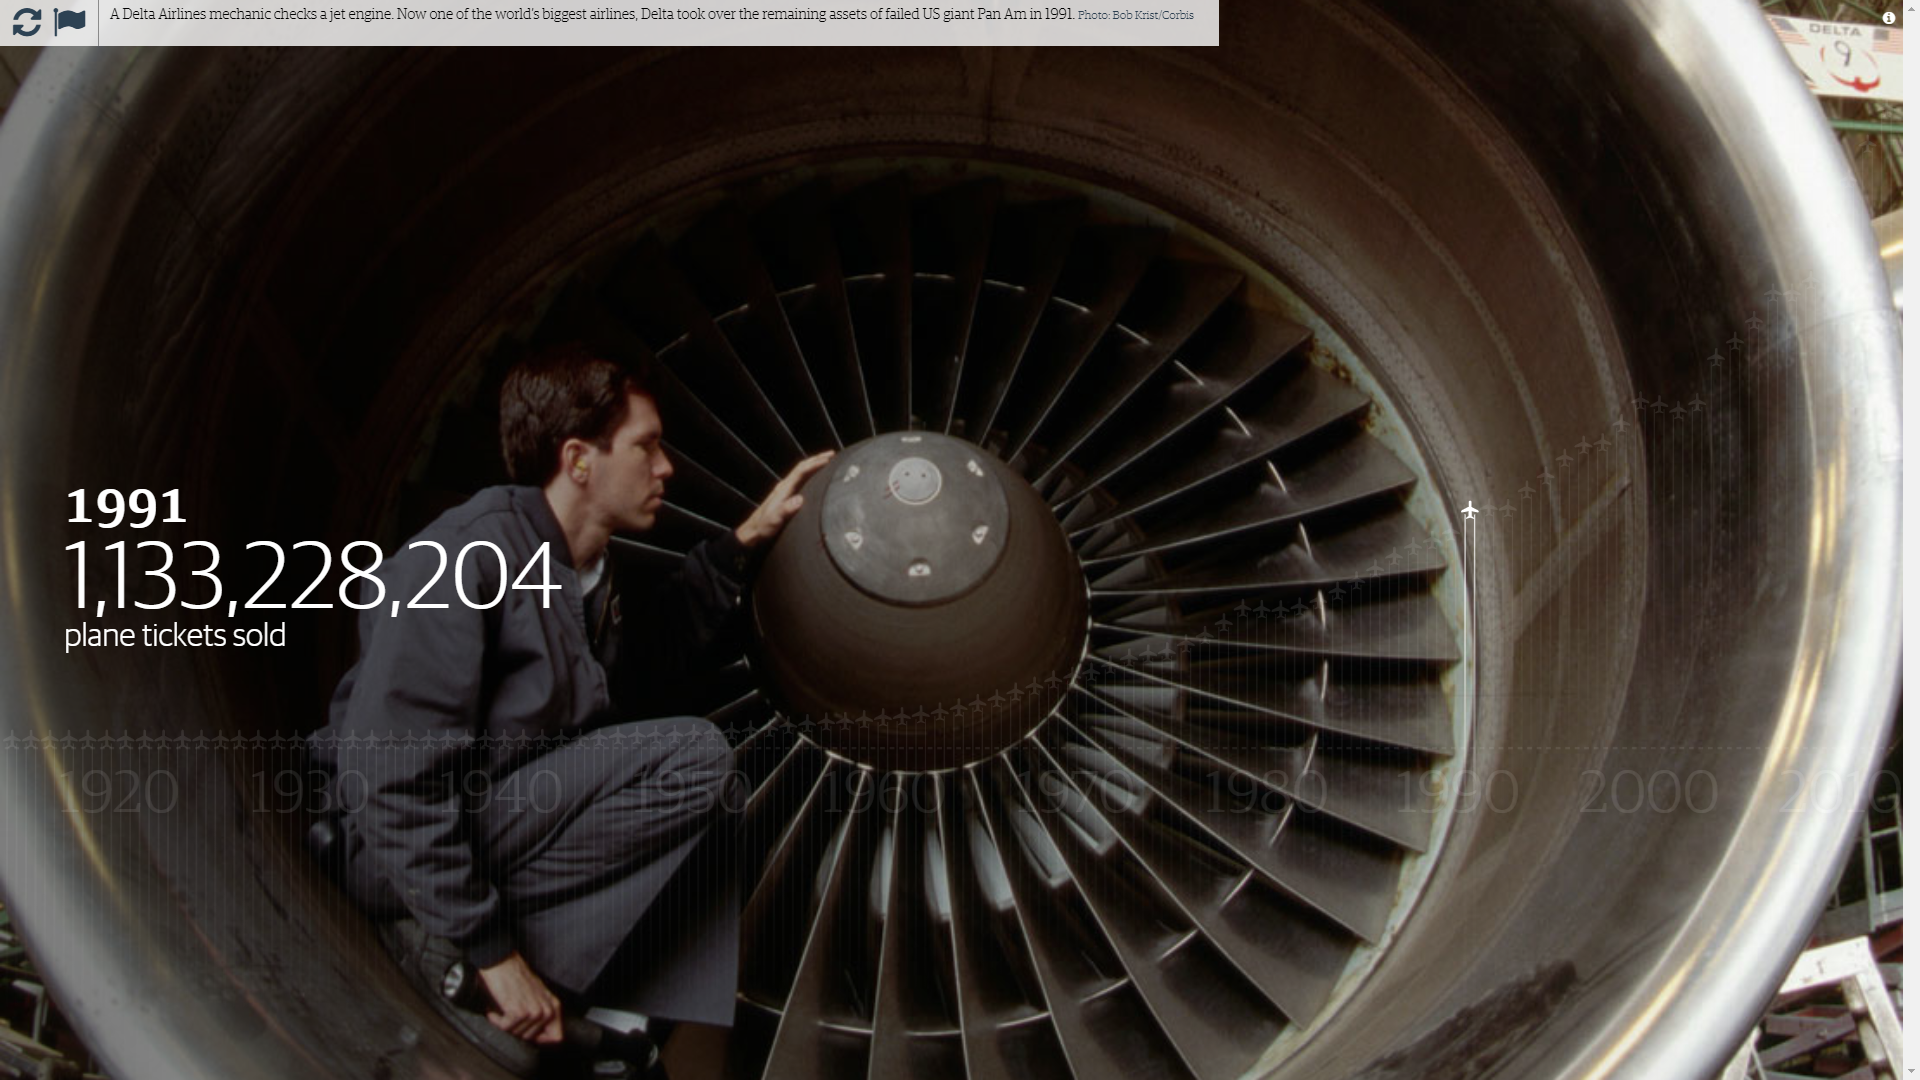 A Delta Airlines mechanic checks a jet engine. Now one of the world's biggest airlines, Delta took over the remaining assets of failed US giant Pan Am in 1991. Photo: Bob Krist/Corbis
DELTA
9
1991
1,133,228,204
plane tickets sold
1920 1930 1940 1950 1960 1970 1980 1990 2000 2010